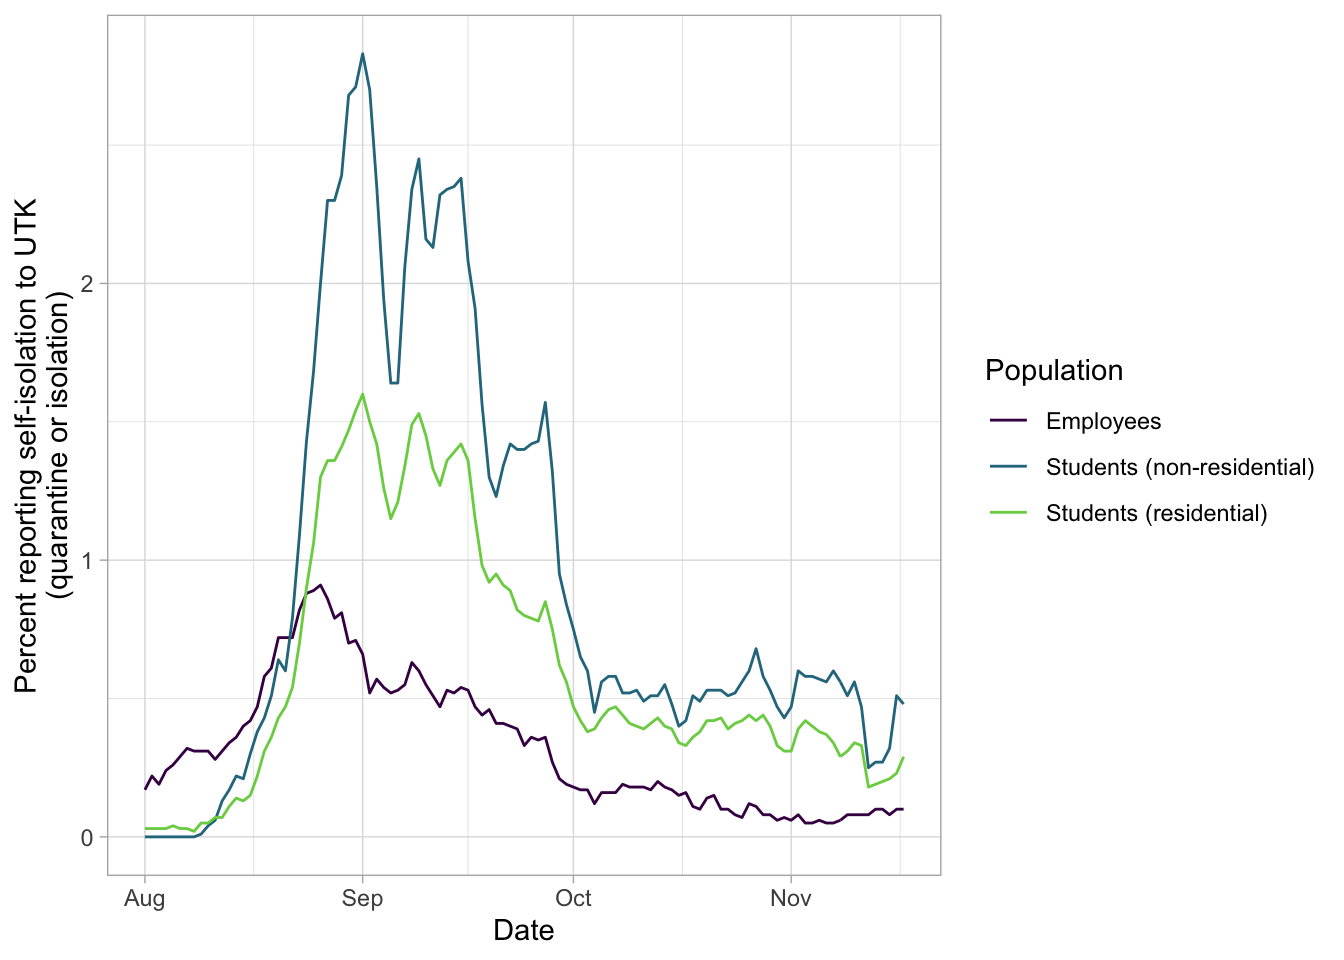 Percent reporting self-isolation to UTK
(quarantine or isolation)
2
1
0
Aug Sep Oct Nov
Date
Population
Employees
Students (non-residential)
Students (residential)